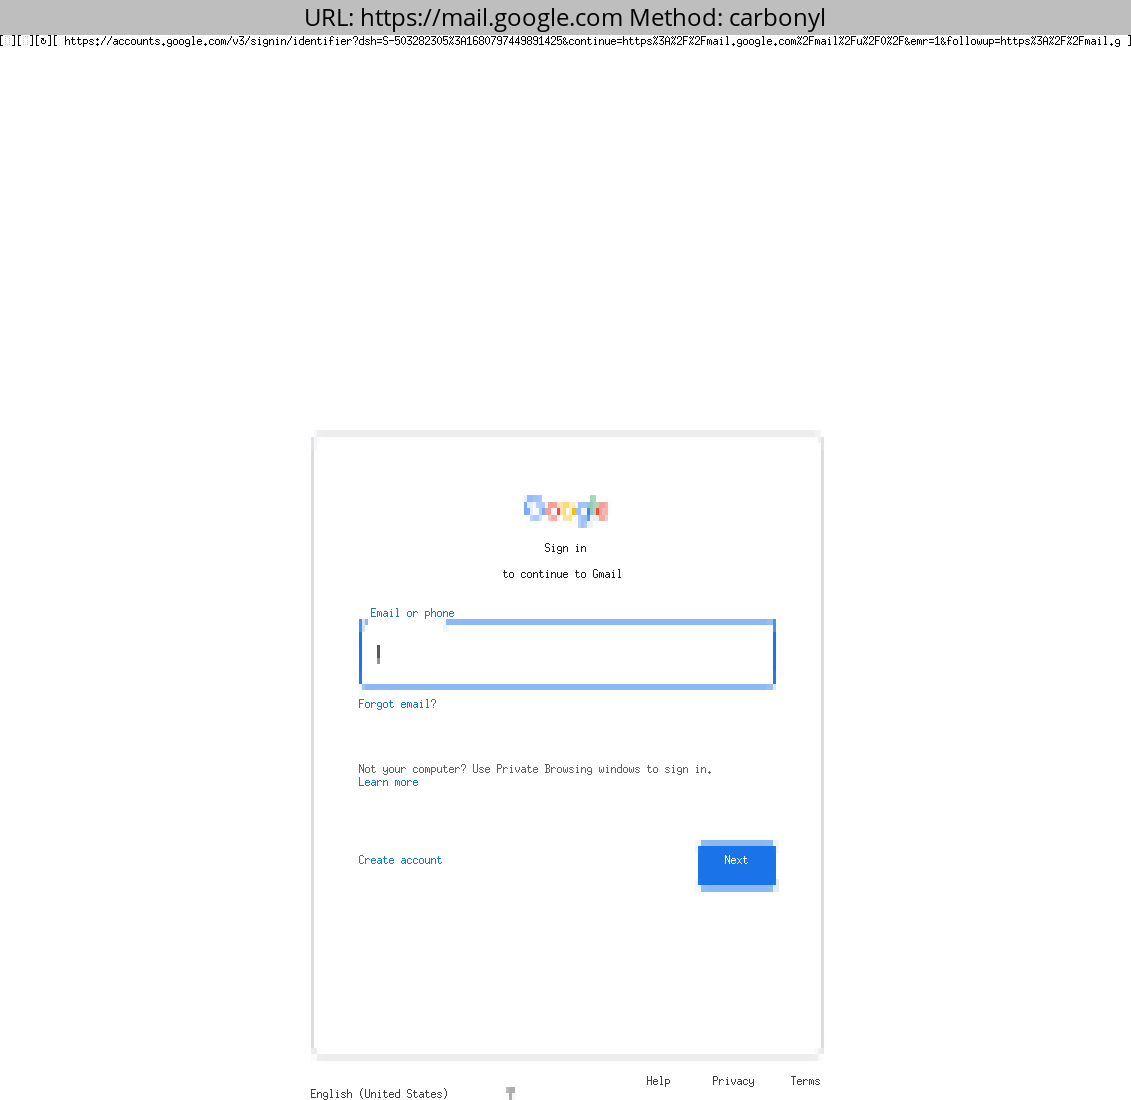 URL: https://mail.google.com Method: carbonyl
[░][░][↻][ https://accounts.google.com/v3/signin/identifier?dsh=S-503282305%3A1680797449891425&continue=https%3A%2F%2Fmail.google.com%2Fmail%2Fu%2F0%2F&emr=1&followup=https%3A%2F%2Fmail.g ]
Google
Sign in
to continue to Gmail
Email or phone
Forgot email?
Not your computer? Use Private Browsing windows to sign in.
Learn more
Create account
Next
Help Privacy Terms
English (United States)